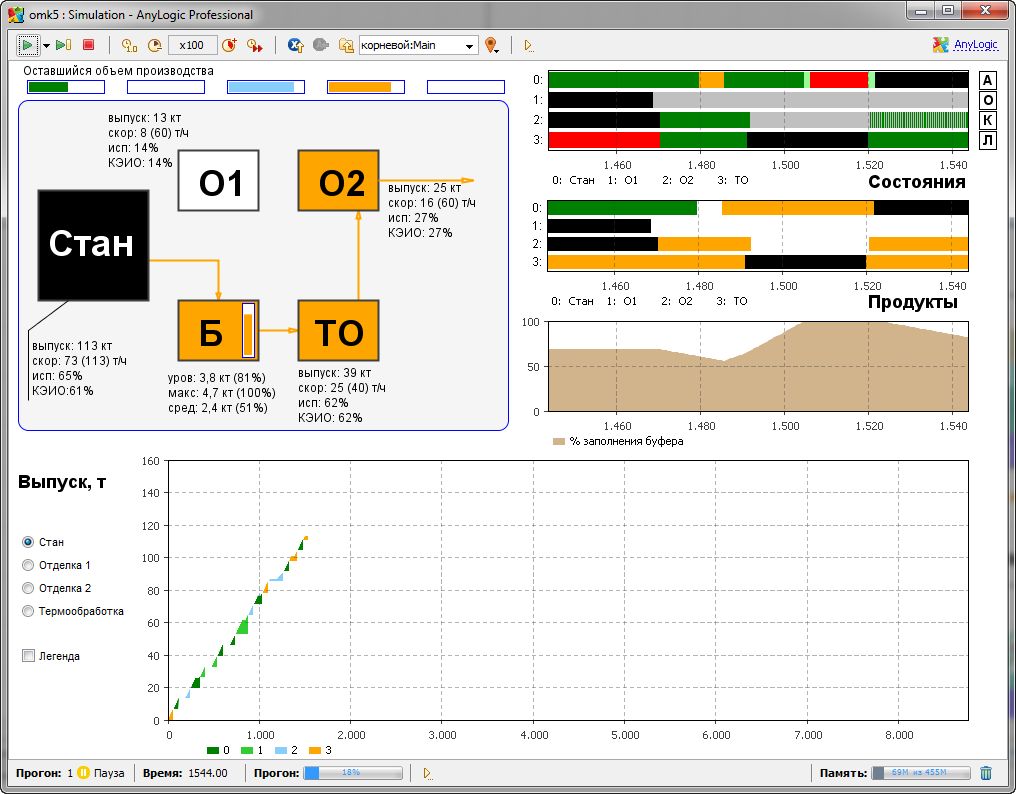 omk5 : Simulation - AnyLogic Professional
x100
корневой:Main
AnyLogic
Оставшийся объем производства
выпуск: 13 кт
скор: 8 (60) т/ч
исп: 14%
КЭИО: 14%
О1
О2
выпуск: 25 кт
скор: 16 (60) т/ч
исп: 27%
КЭИО: 27%
Стан
Б
ТО
выпуск: 113 кт
скор: 73 (113) т/ч
исп: 65%
КЭИО:61%
уров: 3,8 кт (81%)
макс: 4,7 кт (100%)
сред: 2,4 кт (51%)
выпуск: 39 кт
скор: 25 (40) т/ч
исп: 62%
КЭИО: 62%
0:
1:
2:
3:
А
О
К
Л
1.460 1.480 1.500 1.520 1.540
0: Стан 1: О1 2: О2 3: ТО
Состояния
0:
1:
2:
3:
1.460 1.480 1.500 1.520 1.540
0: Стан 1: О1 2: О2 3: ТО
Продукты
100
50
0
1.460 1.480 1.500 1.520 1.540
% заполнения буфера
Выпуск, т
Стан
Отделка 1
Отделка 2
Термообработка
Легенда
160
140
120
100
80
60
40
20
0
0 1.000 2.000 3.000 4.000 5.000 6.000 7.000 8.000
0 1 2 3
Прогон: 1 Пауза Время: 1544.00 Прогон: 18% Память: 69M из 455M